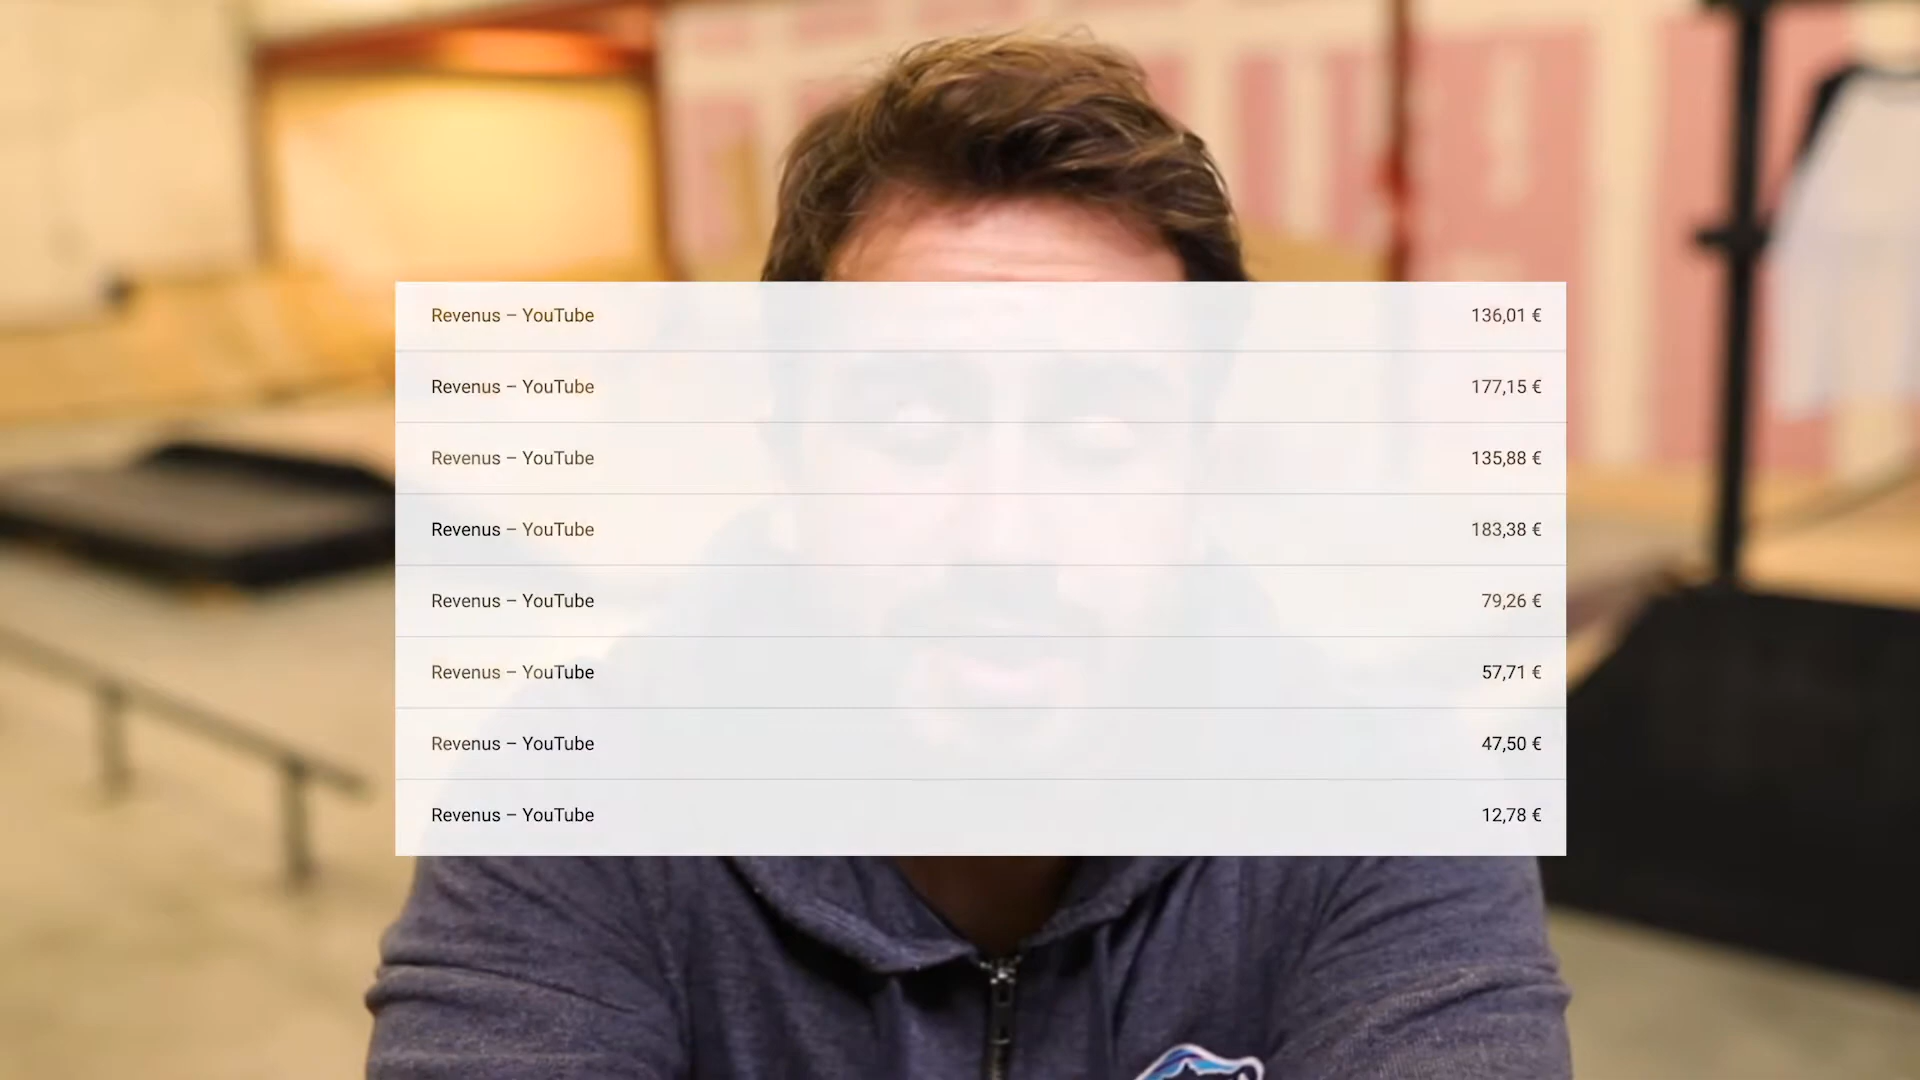 Revenus – YouTube 136,01 €
Revenus – YouTube 177,15 €
Revenus – YouTube 135,88 €
Revenus – YouTube 183,38 €
Revenus – YouTube 79,26 €
Revenus – YouTube 57,71 €
Revenus – YouTube 47,50 €
Revenus – YouTube 12,78 €